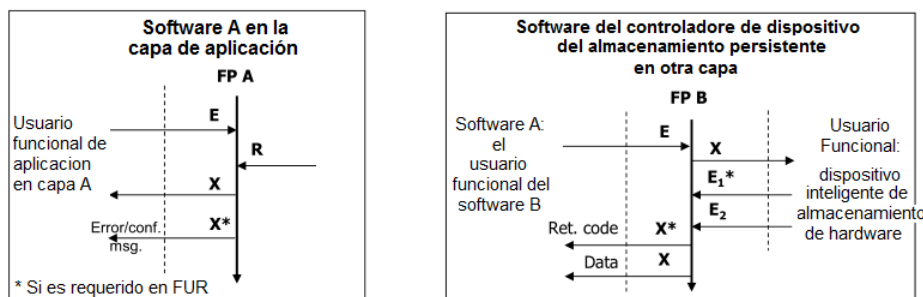 Software A en la
capa de aplicación
FP A
E
Usuario
funcional de
aplicacion
en capa A
R
X
Error/conf.
msg.
X*
* Si es requerido en FUR
Software del controlador de dispositivo
del almacenamiento persistente
en otra capa
FP B
Software A:
el
usuario
funcional del
software B
E
X
E1*
E2
Usuario
Funcional:
dispositivo
inteligente de
almacenamiento
de hardware
Ret. code
X*
Data
X